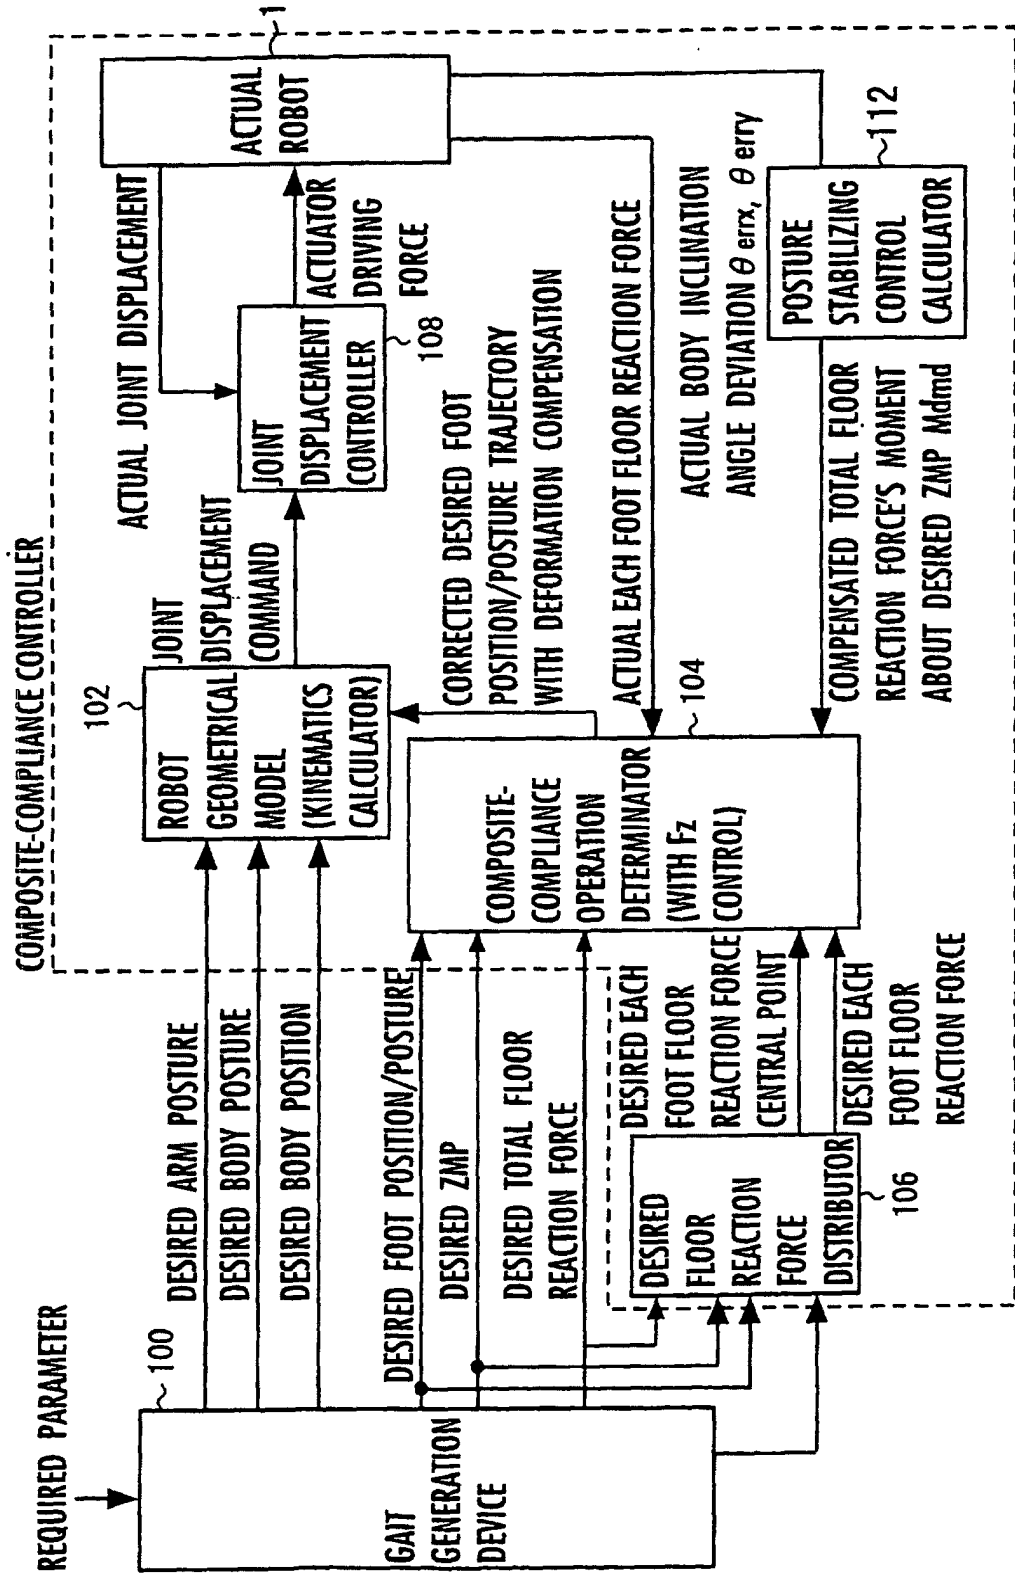 COMPOSITE-COMPLIANCE CONTROLLER
REQUIRED PARAMETER
100
GAIT
GENERATION
DEVICE
DESIRED ARM POSTURE
DESIRED BODY POSTURE
DESIRED BODY POSITION
DESIRED FOOT POSITION/POSTURE
DESIRED ZMP
DESIRED TOTAL FLOOR
REACTION FORCE
DESIRED
FLOOR
REACTION
FORCE
DISTRIBUTOR
106
DESIRED EACH
FOOT FLOOR
REACTION FORCE
CENTRAL POINT
DESIRED EACH
FOOT FLOOR
REACTION FORCE
102
ROBOT
GEOMETRICAL
MODEL
(KINEMATICS
CALCULATOR)
COMPOSITE-
COMPLIANCE
OPERATION
DETERMINATOR
(WITH Fz
CONTROL)
104
JOINT
DISPLACEMENT
COMMAND
CORRECTED DESIRED FOOT
POSITION/POSTURE TRAJECTORY
WITH DEFORMATION COMPENSATION
ACTUAL JOINT DISPLACEMENT
JOINT
DISPLACEMENT
CONTROLLER
108
ACTUATOR
DRIVING
FORCE
ACTUAL
ROBOT
1
ACTUAL EACH FOOT FLOOR REACTION FORCE
ACTUAL BODY INCLINATION
ANGLE DEVIATION θ errx, θ erry
COMPENSATED TOTAL FLOOR
REACTION FORCE'S MOMENT
ABOUT DESIRED ZMP Mdmd
POSTURE
STABILIZING
CONTROL
CALCULATOR
112